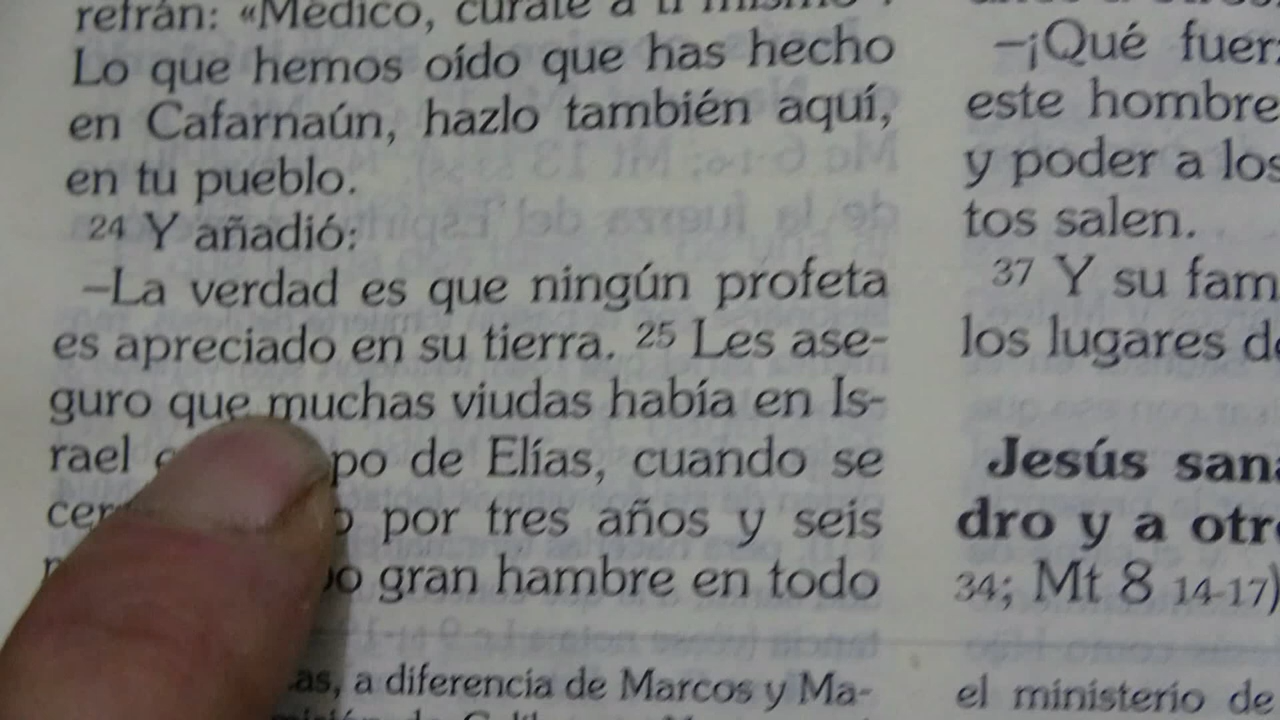 refrán: «Médico, cúrate a ti mismo".
Lo que hemos oído que has hecho
en Cafarnaún, hazlo también aquí,
en tu pueblo.
24 Y añadió:
–La verdad es que ningún profeta
es apreciado en su tierra. 25 Les ase-
guro que muchas viudas había en Is-
rael po de Elías, cuando se
cer o por tres años y seis
bo gran hambre en todo
as, a diferencia de Marcos y Ma-
–¡Qué fuer
este hombre
y poder a los
tos salen.
37 Y su fam
los lugares de
Jesús san
dro y a otro
34; Mt 8 14-17)
el ministerio de